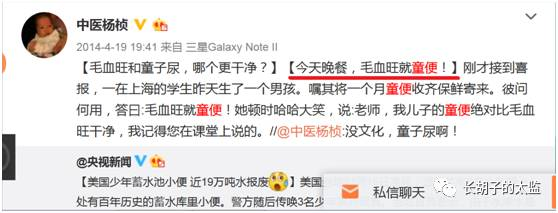 中医杨桢
2014-4-19 19:41 来自 三星Galaxy Note II
【毛血旺和童子尿，哪个更干净？】【今天晚餐，毛血旺就童便！】刚才接到喜
报，一在上海的学生昨天生了一个男孩。嘱其将一个月童便收齐保鲜寄来。彼问
何用，答曰：毛血旺就童便！她顿时哈哈大笑，说:老师，我儿子的童便绝对比毛血
旺干净，我记得您在课堂上说的。//@中医杨桢:没文化，童子尿啊！
@央视新闻
【美国少年蓄水池小便 近19万吨水报废】美国
处有百年历史的蓄水库里小便。警方随后传唤3名少
私信聊天
长胡子的太监